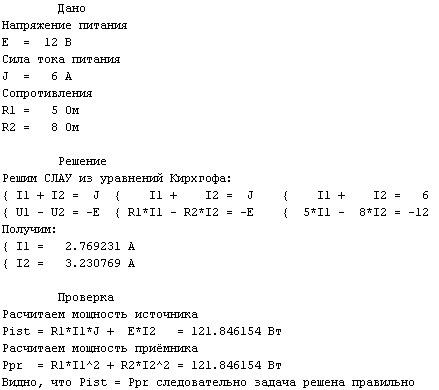 Дано
Напряжение питания
E  =  12 В
Сила тока питания
J  =   6 А
Сопротивления
R1 =   5 Ом
R2 =   8 Ом
Решение
Решим СЛАУ из уравнений Кирхгофа:
{ I1 + I2 =  J  {    I1 +    I2 =  J    {    I1 +    I2 =   6
{ U1 - U2 = -E  { R1*I1 - R2*I2 = -E    {  5*I1 -  8*I2 = -12
Получим:
{ I1 =   2.769231 А
{ I2 =   3.230769 А
Проверка
Расчитаем мощность источника
Pist = R1*I1*J +  E*I2   = 121.846154 Вт
Расчитаем мощность приёмника
Ppr  = R1*I1^2 + R2*I2^2 = 121.846154 Вт
Видно, что Pist = Ppr следовательно задача решена правильно